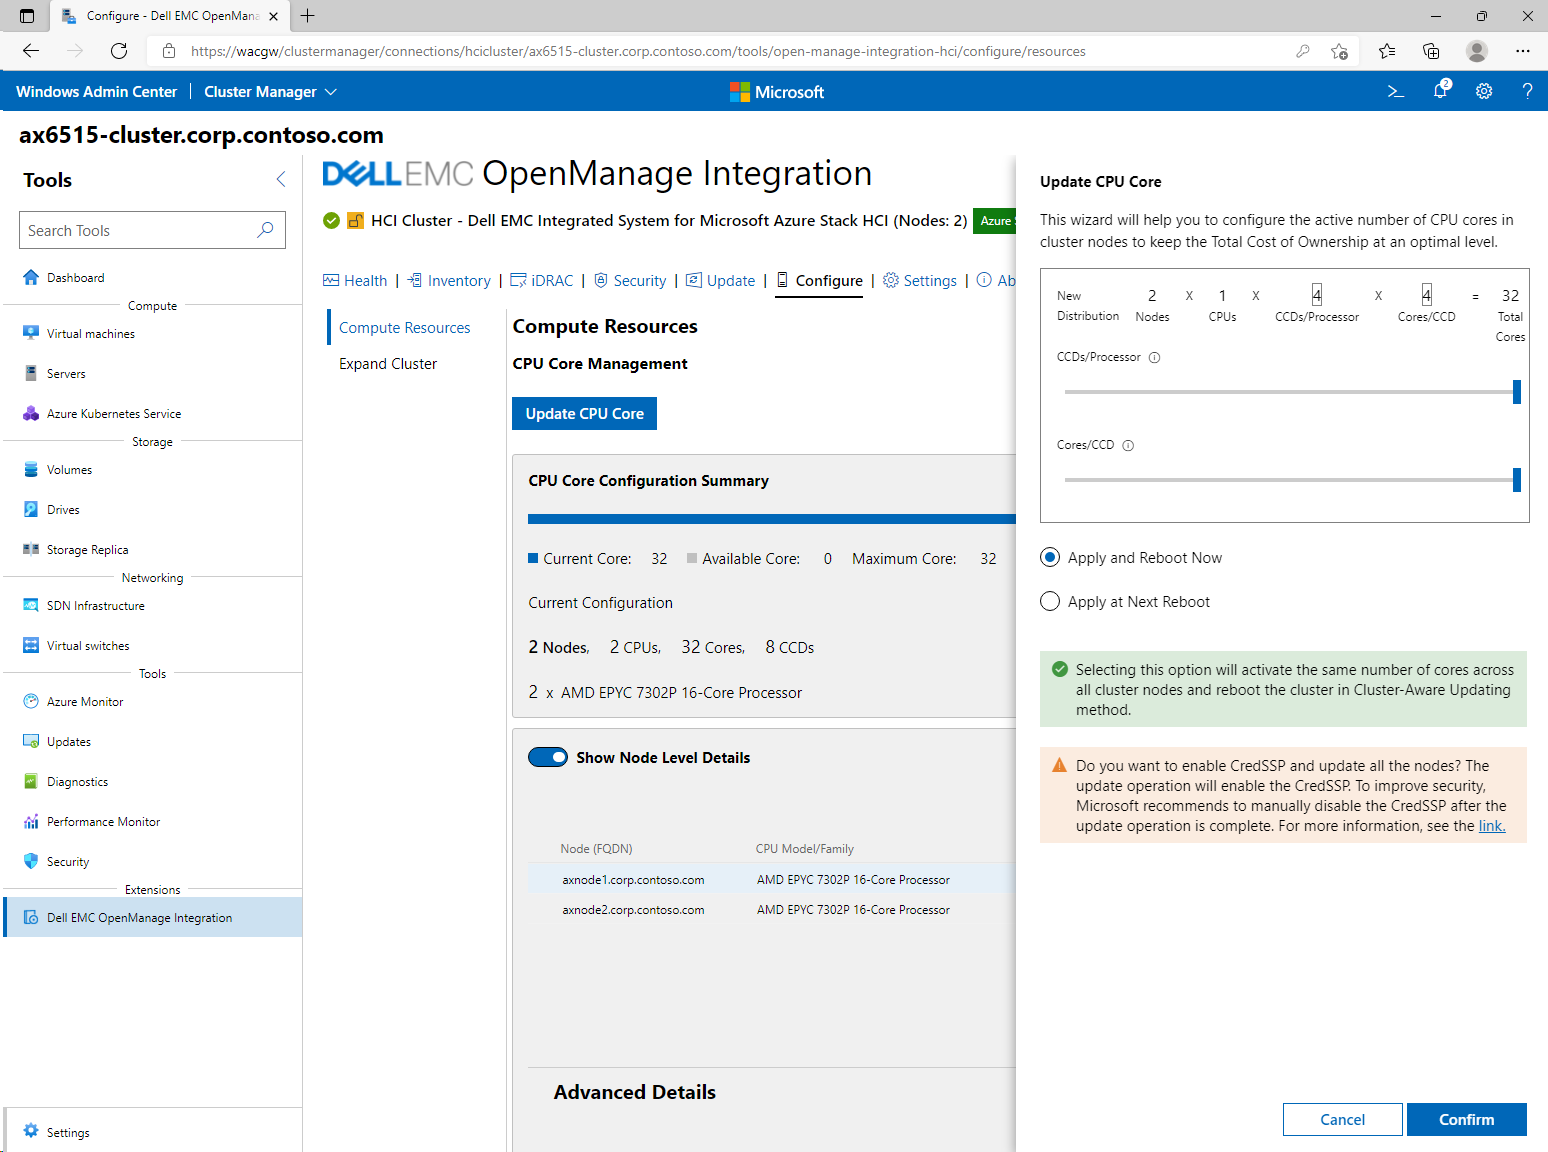 Configure - Dell EMC OpenMana
https://wacgw/clustermanager/connections/hcicluster/ax6515-cluster.corp.contoso.com/tools/open-manage-integration-hci/configure/resources
Windows Admin Center | Cluster Manager
Microsoft
2
?
ax6515-cluster.corp.contoso.com
Tools
Search Tools
Dashboard
Compute
Virtual machines
Servers
Azure Kubernetes Service
Storage
Volumes
Drives
Storage Replica
Networking
SDN Infrastructure
Virtual switches
Tools
Azure Monitor
Updates
Diagnostics
Performance Monitor
Security
Extensions
Dell EMC OpenManage Integration
Settings
DELL EMC OpenManage Integration
HCI Cluster - Dell EMC Integrated System for Microsoft Azure Stack HCI (Nodes: 2) Azure
Health | Inventory | iDRAC | Security | Update | Configure | Settings | Ab
Compute Resources
Expand Cluster
Compute Resources
CPU Core Management
Update CPU Core
CPU Core Configuration Summary
Current Core: 32 Available Core: 0 Maximum Core: 32
Current Configuration
2 Nodes, 2 CPUs, 32 Cores, 8 CCDs
2 x AMD EPYC 7302P 16-Core Processor
Show Node Level Details
Node (FQDN) CPU Model/Family
axnode1.corp.contoso.com AMD EPYC 7302P 16-Core Processor
axnode2.corp.contoso.com AMD EPYC 7302P 16-Core Processor
Advanced Details
Update CPU Core
This wizard will help you to configure the active number of CPU cores in
cluster nodes to keep the Total Cost of Ownership at an optimal level.
New 2 X 1 X 4 X 4 = 32
Distribution Nodes CPUs CCDs/Processor Cores/CCD Total
Cores
CCDs/Processor
Cores/CCD
Apply and Reboot Now
Apply at Next Reboot
Selecting this option will activate the same number of cores across
all cluster nodes and reboot the cluster in Cluster-Aware Updating
method.
Do you want to enable CredSSP and update all the nodes? The
update operation will enable the CredSSP. To improve security,
Microsoft recommends to manually disable the CredSSP after the
update operation is complete. For more information, see the link.
Cancel Confirm